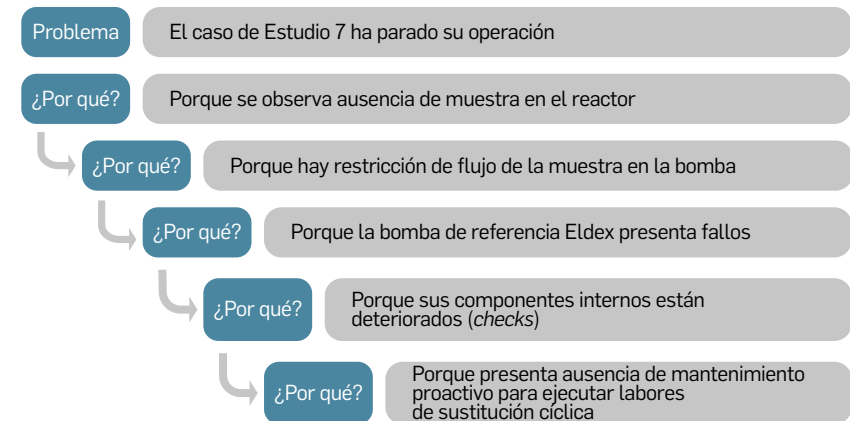 Problema El caso de Estudio 7 ha parado su operación
¿Por qué? Porque se observa ausencia de muestra en el reactor
¿Por qué? Porque hay restricción de flujo de la muestra en la bomba
¿Por qué? Porque la bomba de referencia Eldex presenta fallos
¿Por qué? Porque sus componentes internos están
deteriorados (checks)
¿Por qué? Porque presenta ausencia de mantenimiento
proactivo para ejecutar labores
de sustitución cíclica